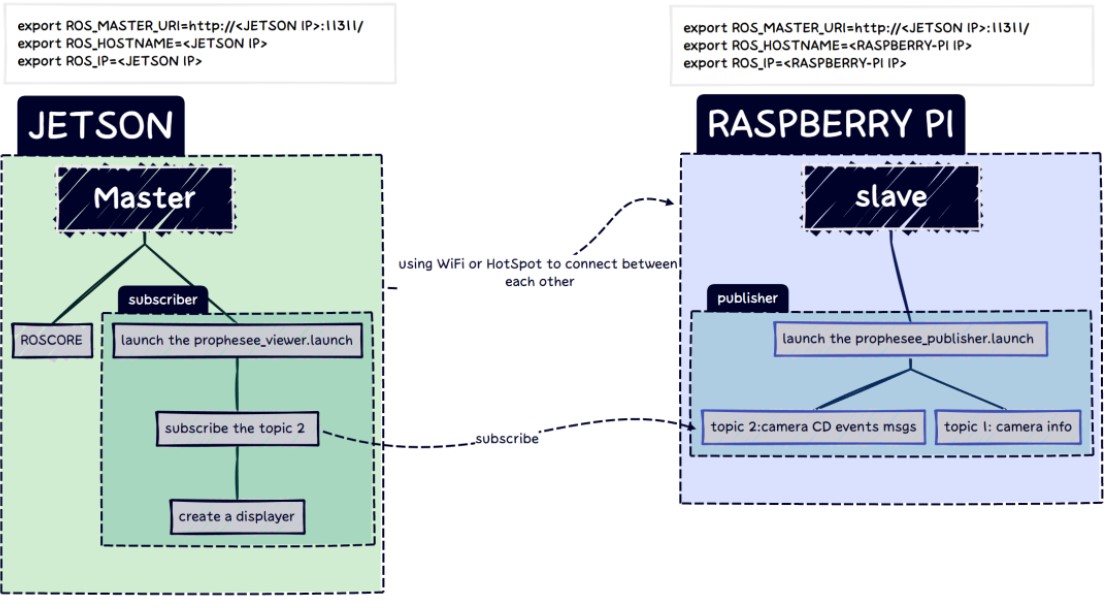 export ROS_MASTER_URI=http://<JETSON IP>:11311/
export ROS_HOSTNAME=<JETSON IP>
export ROS_IP=<JETSON IP>
export ROS_MASTER_URI=http://<JETSON IP>:11311/
export ROS_HOSTNAME=<RASPBERRY-PI IP>
export ROS_IP=<RASPBERRY-PI IP>
JETSON
RASPBERRY PI
Master
slave
using WiFi or HotSpot to connect between
each other
subscriber
publisher
ROSCORE
launch the prophesee_viewer.launch
launch the prophesee_publisher.launch
subscribe the topic 2
subscribe
topic 2:camera CD events msgs
topic 1: camera info
create a displayer